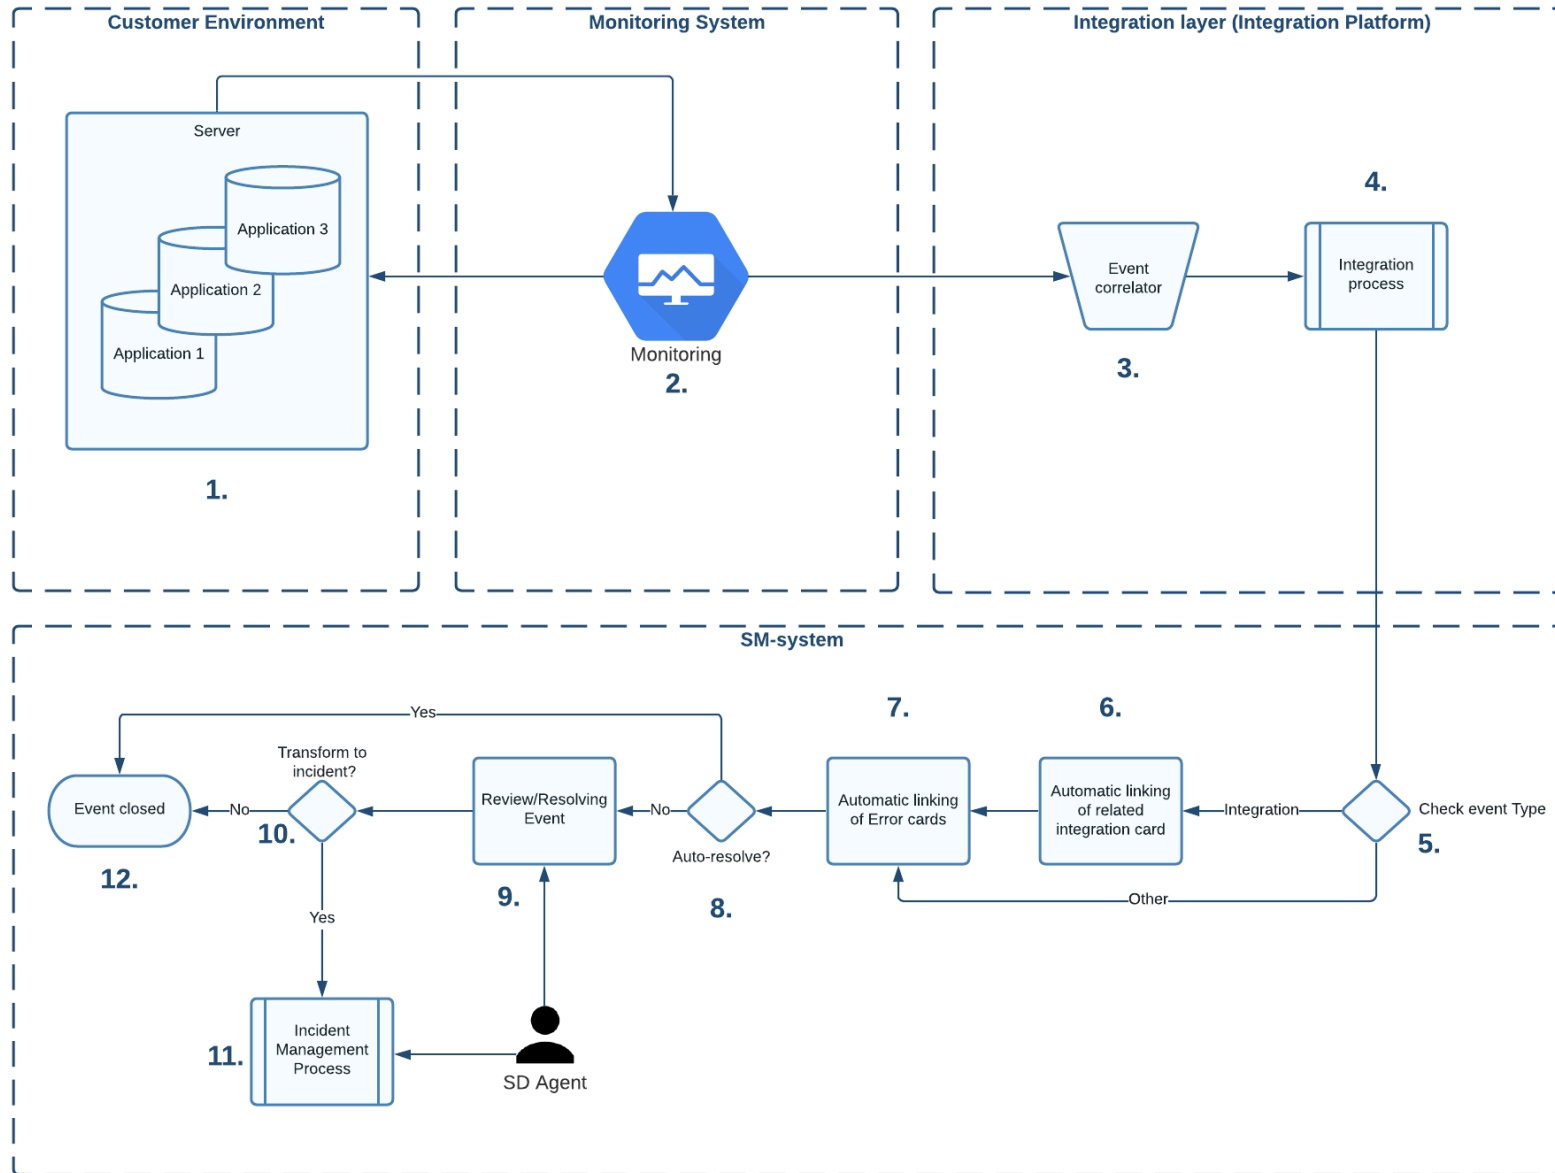 Customer Environment
Monitoring System
Integration layer (Integration Platform)
Server
Application 3
Application 2
Application 1
1.
Monitoring
2.
Event
correlator
3.
4.
Integration
process
SM-system
Check event Type
5.
Integration
Other
6.
Automatic linking
of related
integration card
7.
Automatic linking
of Error cards
Auto-resolve?
8.
Yes
No
Review/Resolving
Event
9.
Transform to
incident?
10.
No
Yes
Event closed
12.
11.
Incident
Management
Process
SD Agent